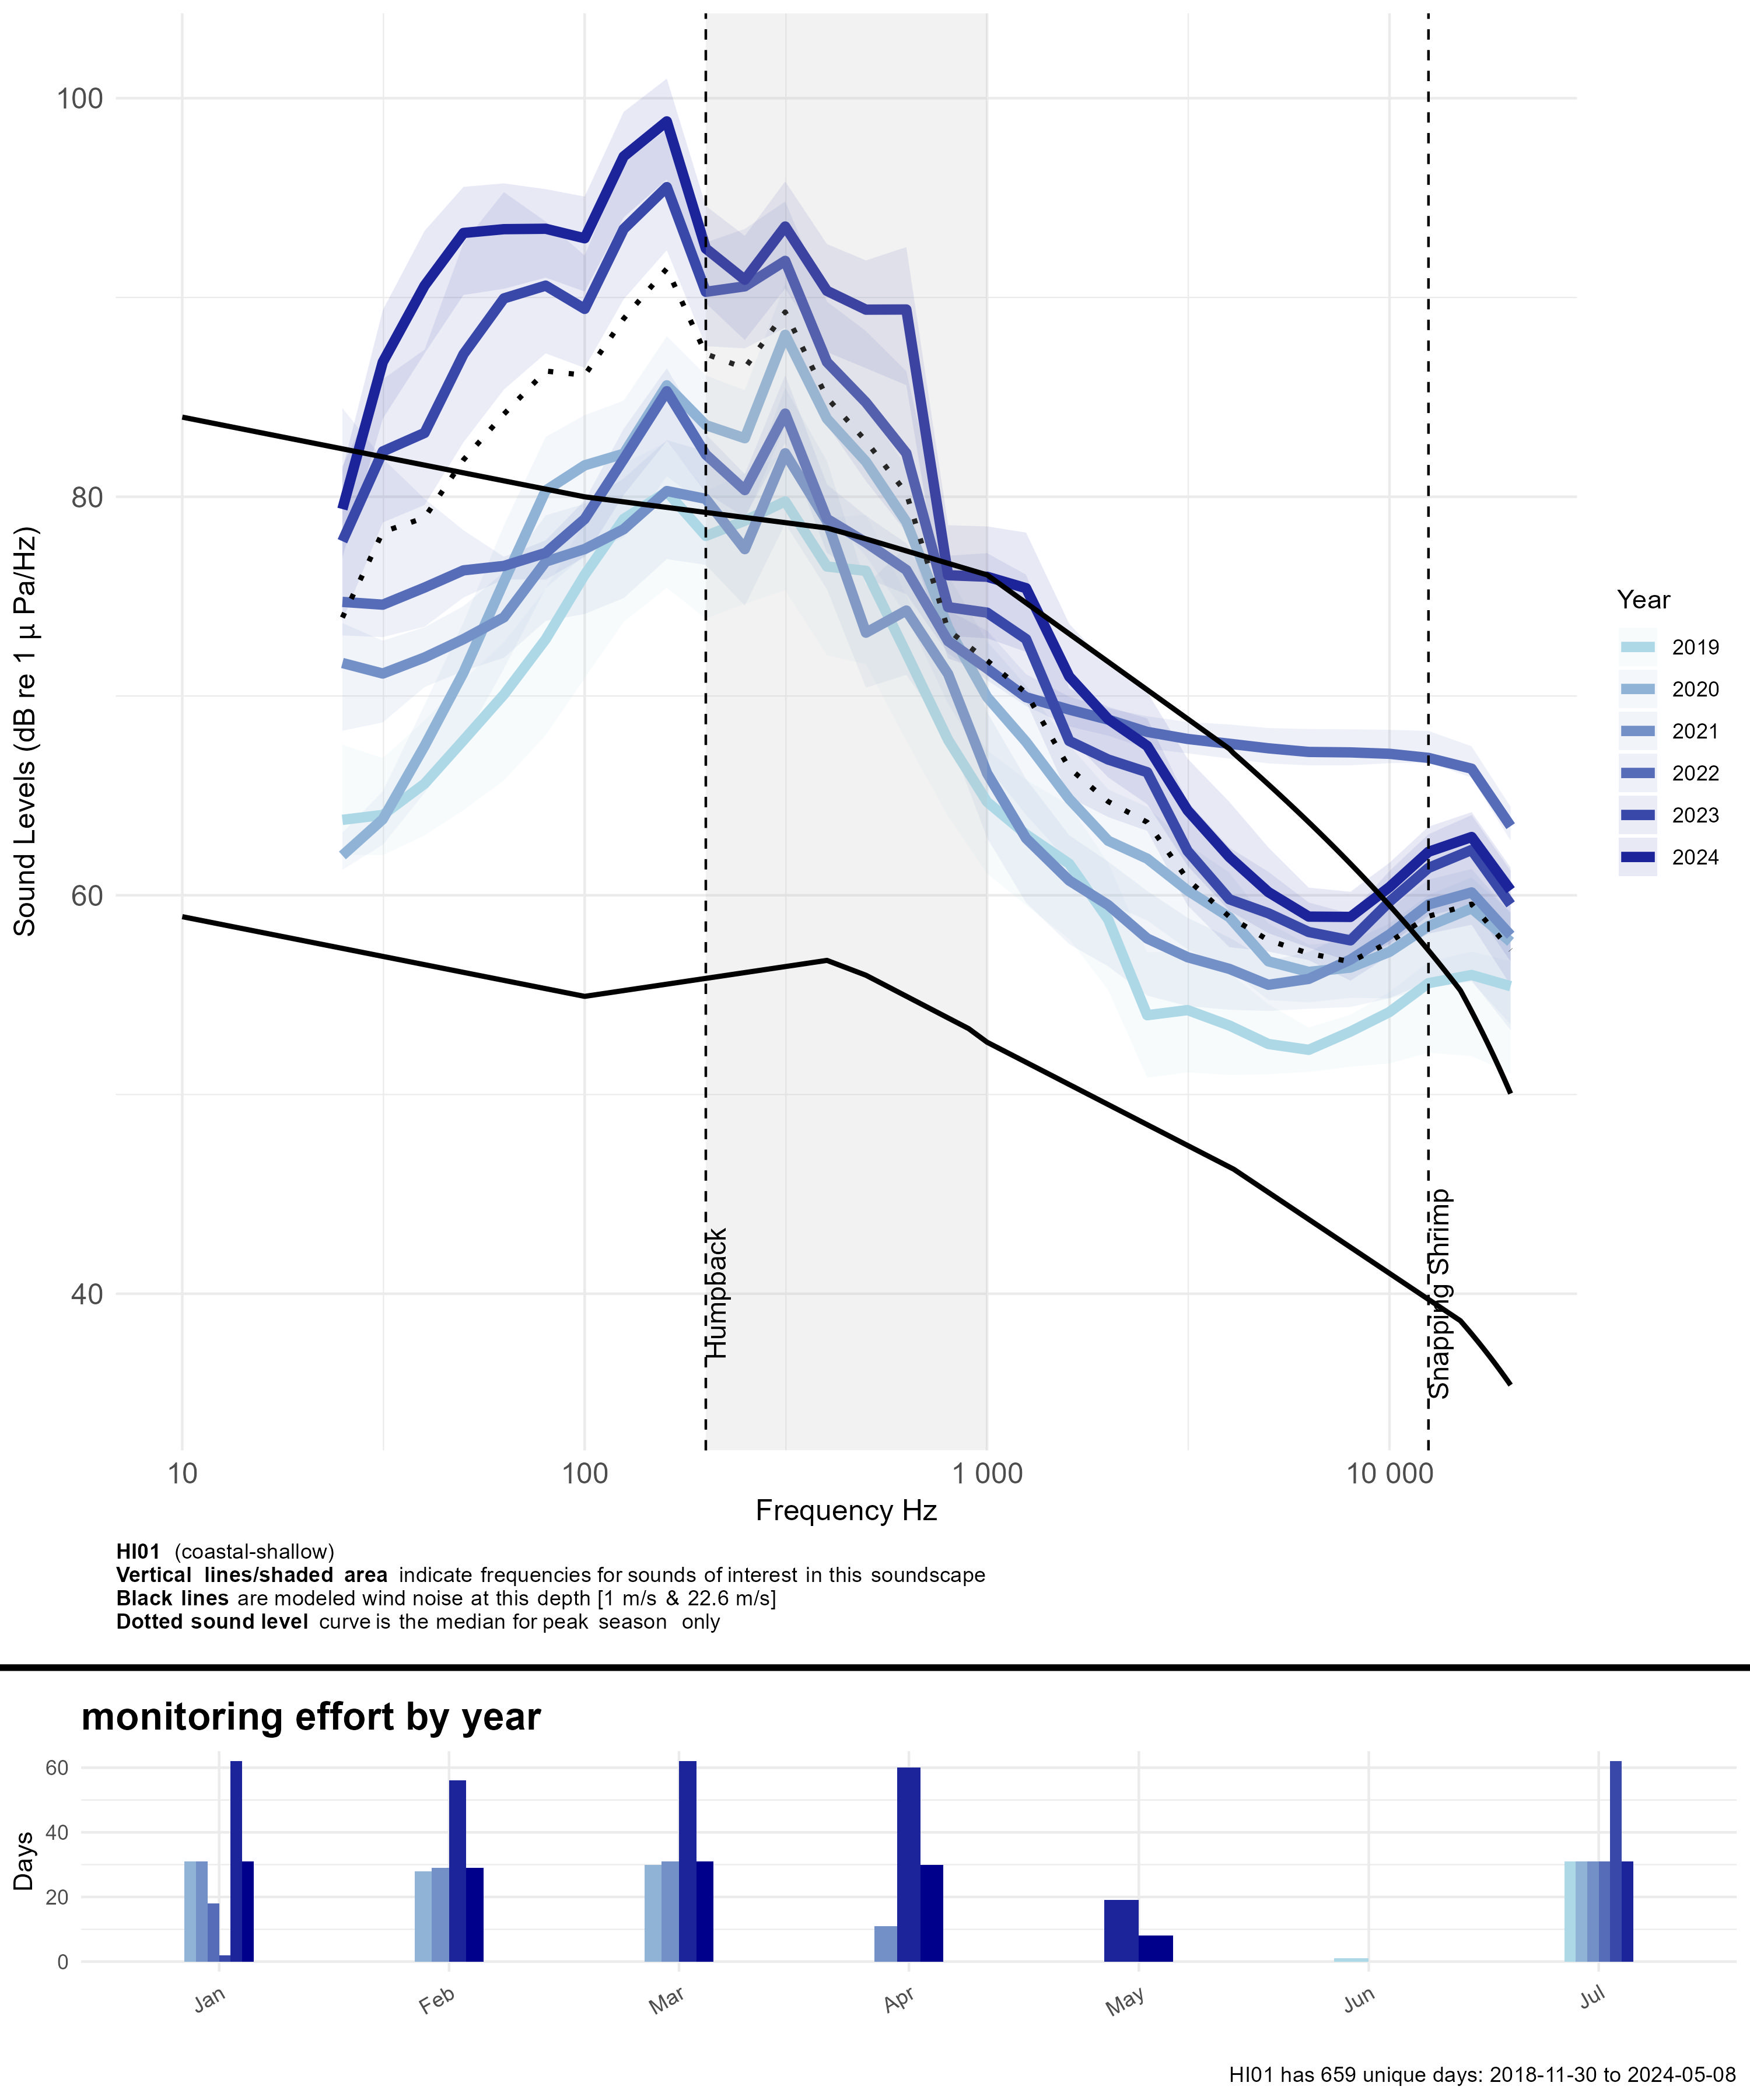 100
80
60
40
Sound Levels (dB re 1 µ Pa/Hz)
Humpback
Snapping Shrimp
10
100
1 000
10 000
Frequency Hz
Year
2019
2020
2021
2022
2023
2024
HI01 (coastal-shallow)
Vertical lines/shaded area indicate frequencies for sounds of interest in this soundscape
Black lines are modeled wind noise at this depth [1 m/s & 22.6 m/s]
Dotted sound level curve is the median for peak season only
monitoring effort by year
60
40
20
0
Days
Jan
Feb
Mar
Apr
May
Jun
Jul
HI01 has 659 unique days: 2018-11-30 to 2024-05-08